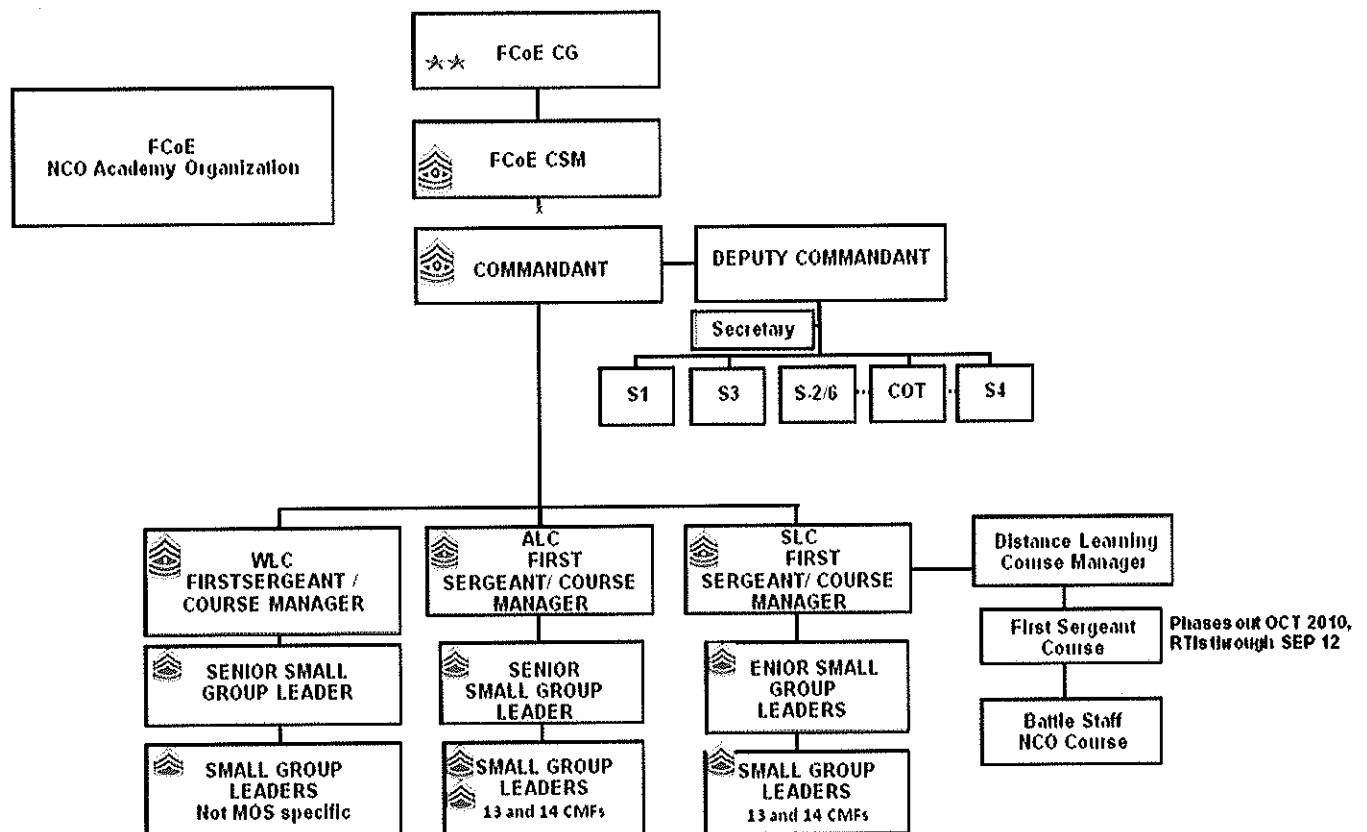 FCoE CG
FCoE
NCO Academy Organization
FCoE CSM
x
COMMANDANT
DEPUTY COMMANDANT
Secretary
S1
S3
S-2/6
COT
S4
WLC
FIRSTSERGEANT /
COURSE MANAGER
ALC
FIRST
SERGEANT/ COURSE
MANAGER
SLC
FIRST
SERGEANT/ COURSE
MANAGER
Distance Learning
Course Manager
First Sergeant
Course
Phases out OCT 2010,
RTIs through SEP 12
Battle Staff
NCO Course
SENIOR SMALL
GROUP LEADER
SENIOR
SMALL GROUP
LEADER
ENIOR SMALL
GROUP
LEADERS
SMALL GROUP
LEADERS
Not MOS specific
SMALL GROUP
LEADERS
13 and 14 CMFs
SMALL GROUP
LEADERS
13 and 14 CMFs